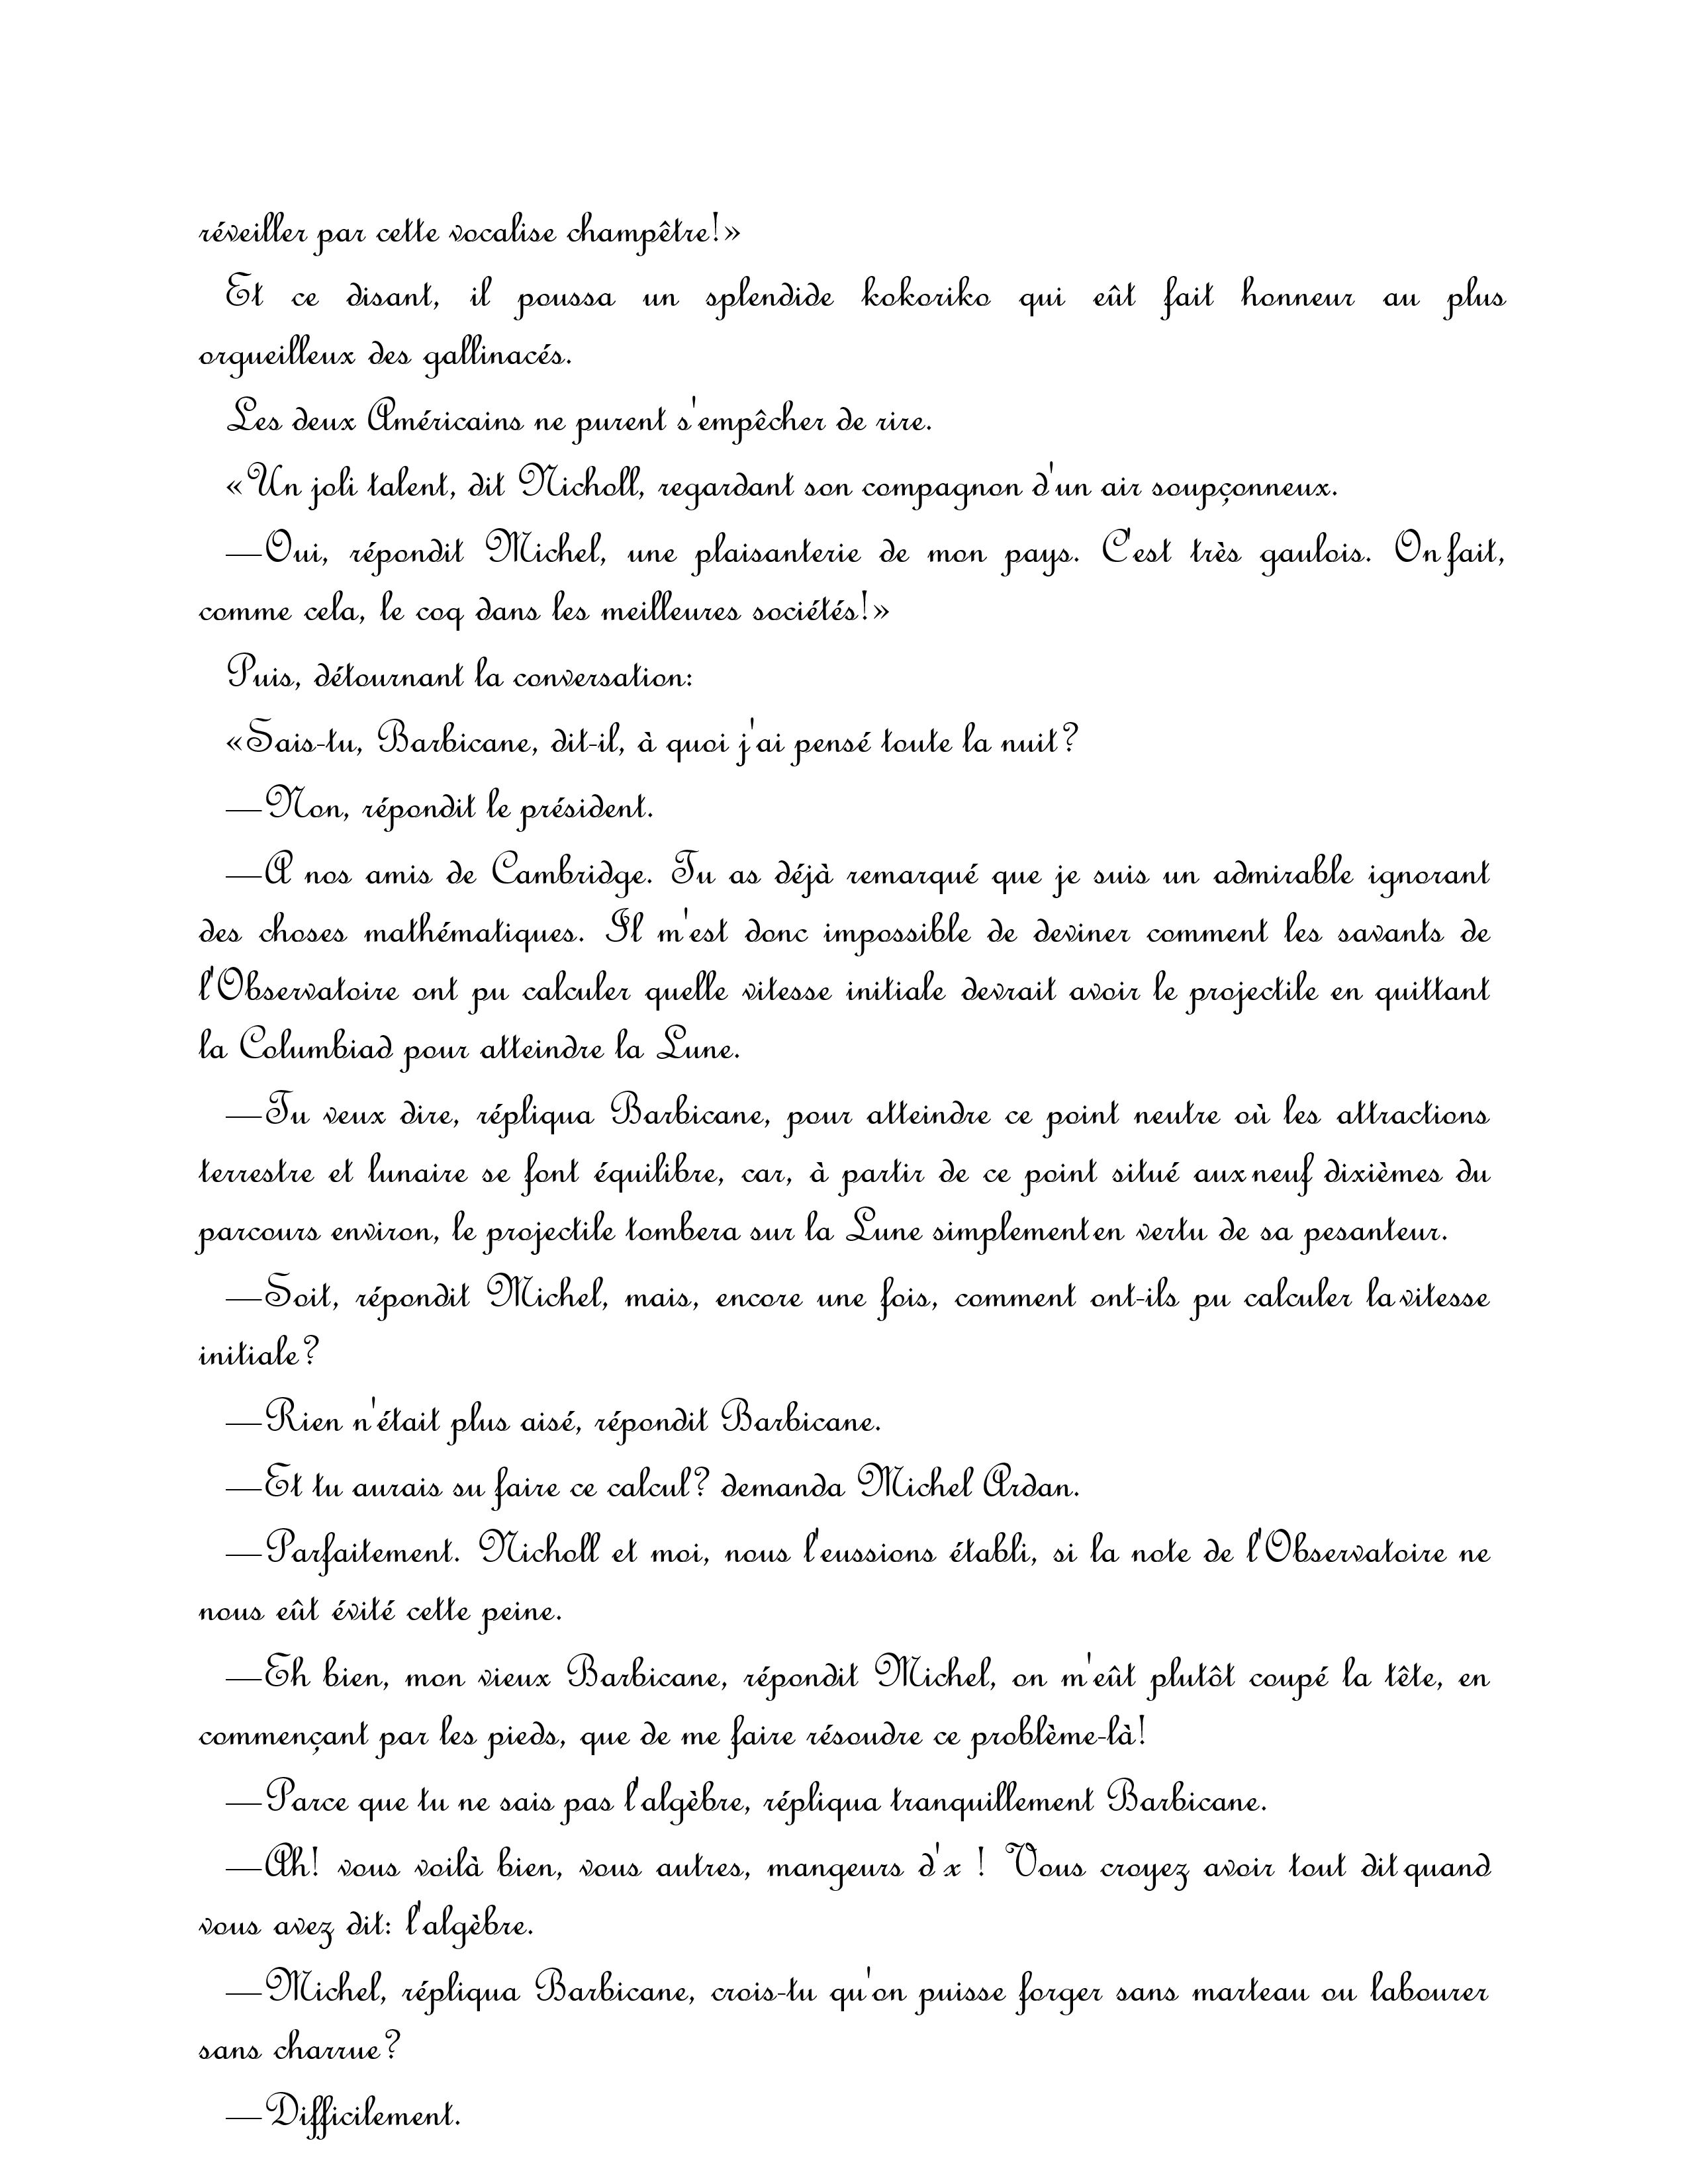 réveiller par cette vocalise champêtre!»
Et ce disant, il poussa un splendide kokoriko qui eût fait honneur au plus
orgueilleux des gallinacés.
Les deux Américains ne purent s'empêcher de rire.
«Un joli talent, dit Nicholl, regardant son compagnon d'un air soupçonneux.
—Oui, répondit Michel, une plaisanterie de mon pays. C'est très gaulois. On fait,
comme cela, le coq dans les meilleures sociétés!»
Puis, détournant la conversation:
«Sais-tu, Barbicane, dit-il, à quoi j'ai pensé toute la nuit?
—Non, répondit le président.
—A nos amis de Cambridge. Tu as déjà remarqué que je suis un admirable ignorant
des choses mathématiques. Il m'est donc impossible de deviner comment les savants de
l'Observatoire ont pu calculer quelle vitesse initiale devrait avoir le projectile en quittant
la Columbiad pour atteindre la Lune.
—Tu veux dire, répliqua Barbicane, pour atteindre ce point neutre où les attractions
terrestre et lunaire se font équilibre, car, à partir de ce point situé aux neuf dixièmes du
parcours environ, le projectile tombera sur la Lune simplement en vertu de sa pesanteur.
—Soit, répondit Michel, mais, encore une fois, comment ont-ils pu calculer la vitesse
initiale?
—Rien n'était plus aisé, répondit Barbicane.
—Et tu aurais su faire ce calcul? demanda Michel Ardan.
—Parfaitement. Nicholl et moi, nous l'eussions établi, si la note de l'Observatoire ne
nous eût évité cette peine.
—Eh bien, mon vieux Barbicane, répondit Michel, on m'eût plutôt coupé la tête, en
commençant par les pieds, que de me faire résoudre ce problème-là!
—Parce que tu ne sais pas l'algèbre, répliqua tranquillement Barbicane.
—Ah! vous voilà bien, vous autres, mangeurs d'x ! Vous croyez avoir tout dit quand
vous avez dit: l'algèbre.
—Michel, répliqua Barbicane, crois-tu qu'on puisse forger sans marteau ou labourer
sans charrue?
—Difficilement.